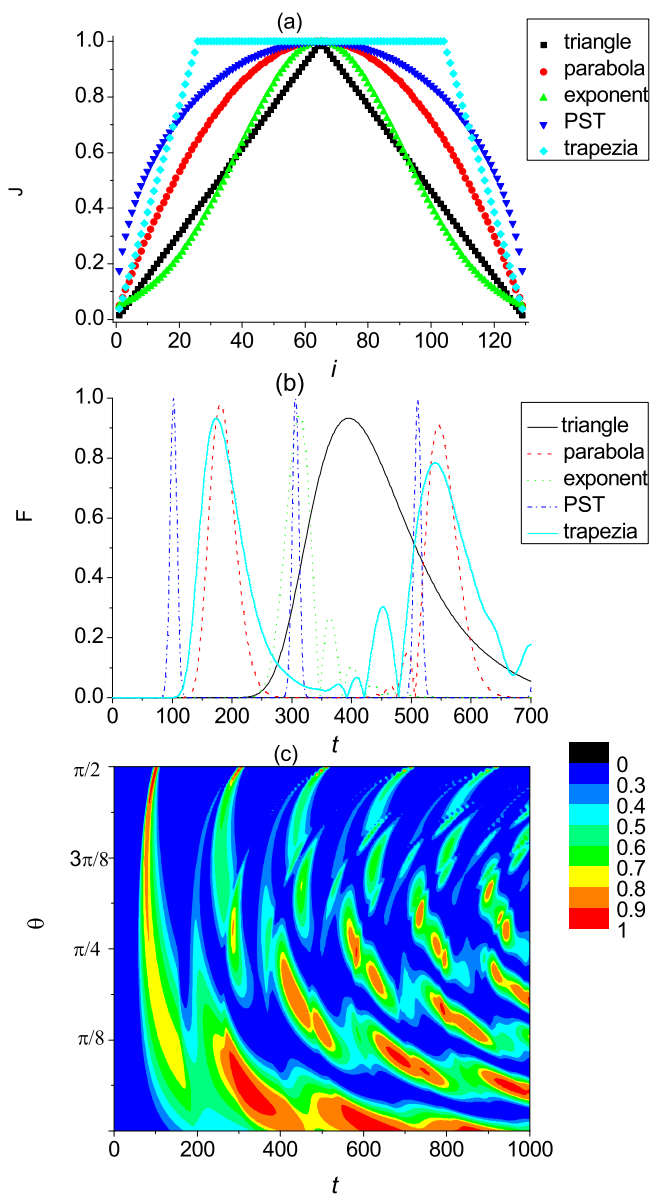 (a)
1.0
0.8
0.6
0.4
0.2
0.0
J
0 20 40 60 80 100 120
i
triangle
parabola
exponent
PST
trapezia
(b)
1.0
0.8
0.6
0.4
0.2
0.0
F
0 100 200 300 400 500 600 700
t
triangle
parabola
exponent
PST
trapezia
(c)
π/2
3π/8
π/4
π/8
θ
0 200 400 600 800 1000
t
0
0.3
0.4
0.5
0.6
0.7
0.8
0.9
1